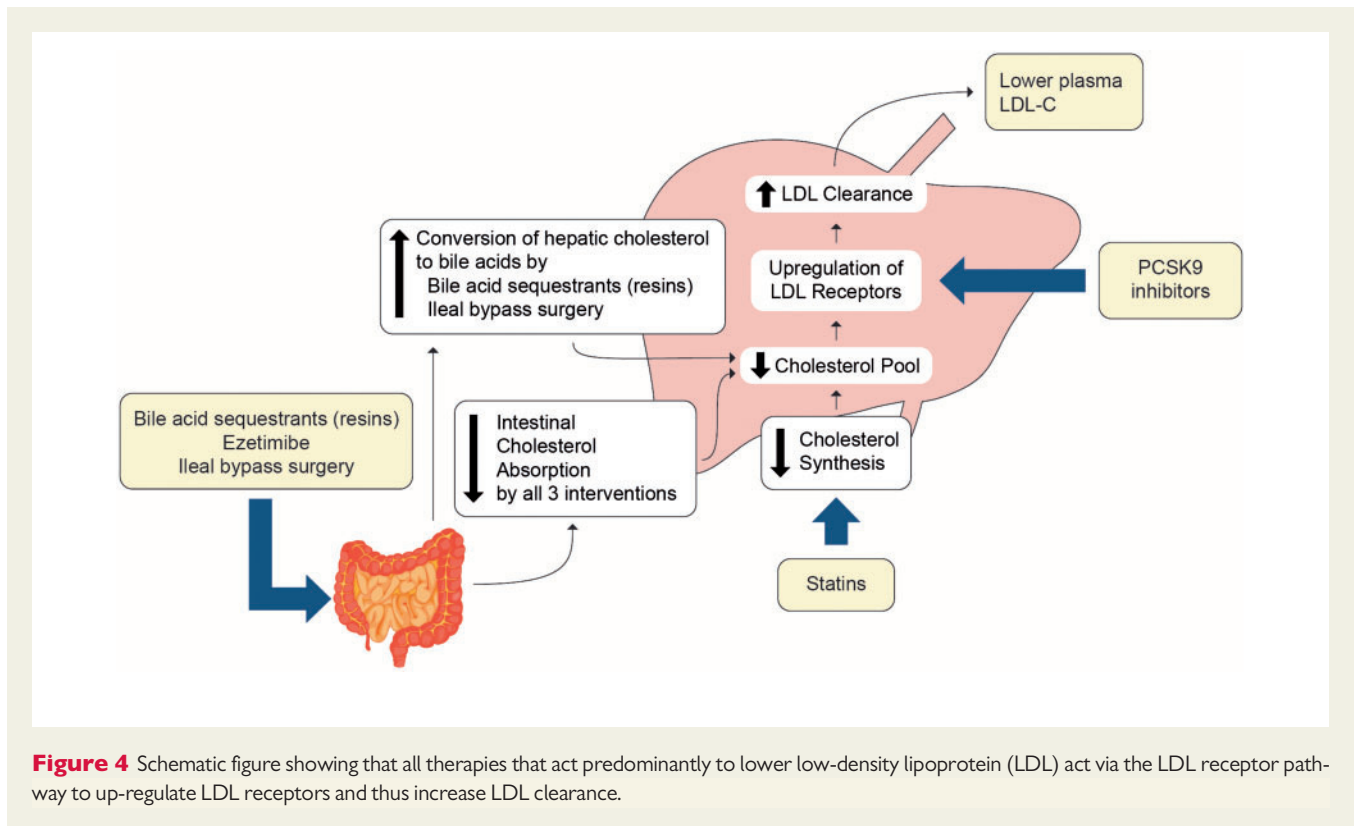 Lower plasma
LDL-C
LDL Clearance
Conversion of hepatic cholesterol
to bile acids by
Bile acid sequestrants (resins)
Ileal bypass surgery
Upregulation of
LDL Receptors
PCSK9
inhibitors
Cholesterol Pool
Bile acid sequestrants (resins)
Ezetimibe
Ileal bypass surgery
Intestinal
Cholesterol
Absorption
by all 3 interventions
Cholesterol
Synthesis
Statins
Figure 4 Schematic figure showing that all therapies that act predominantly to lower low-density lipoprotein (LDL) act via the LDL receptor path-
way to up-regulate LDL receptors and thus increase LDL clearance.